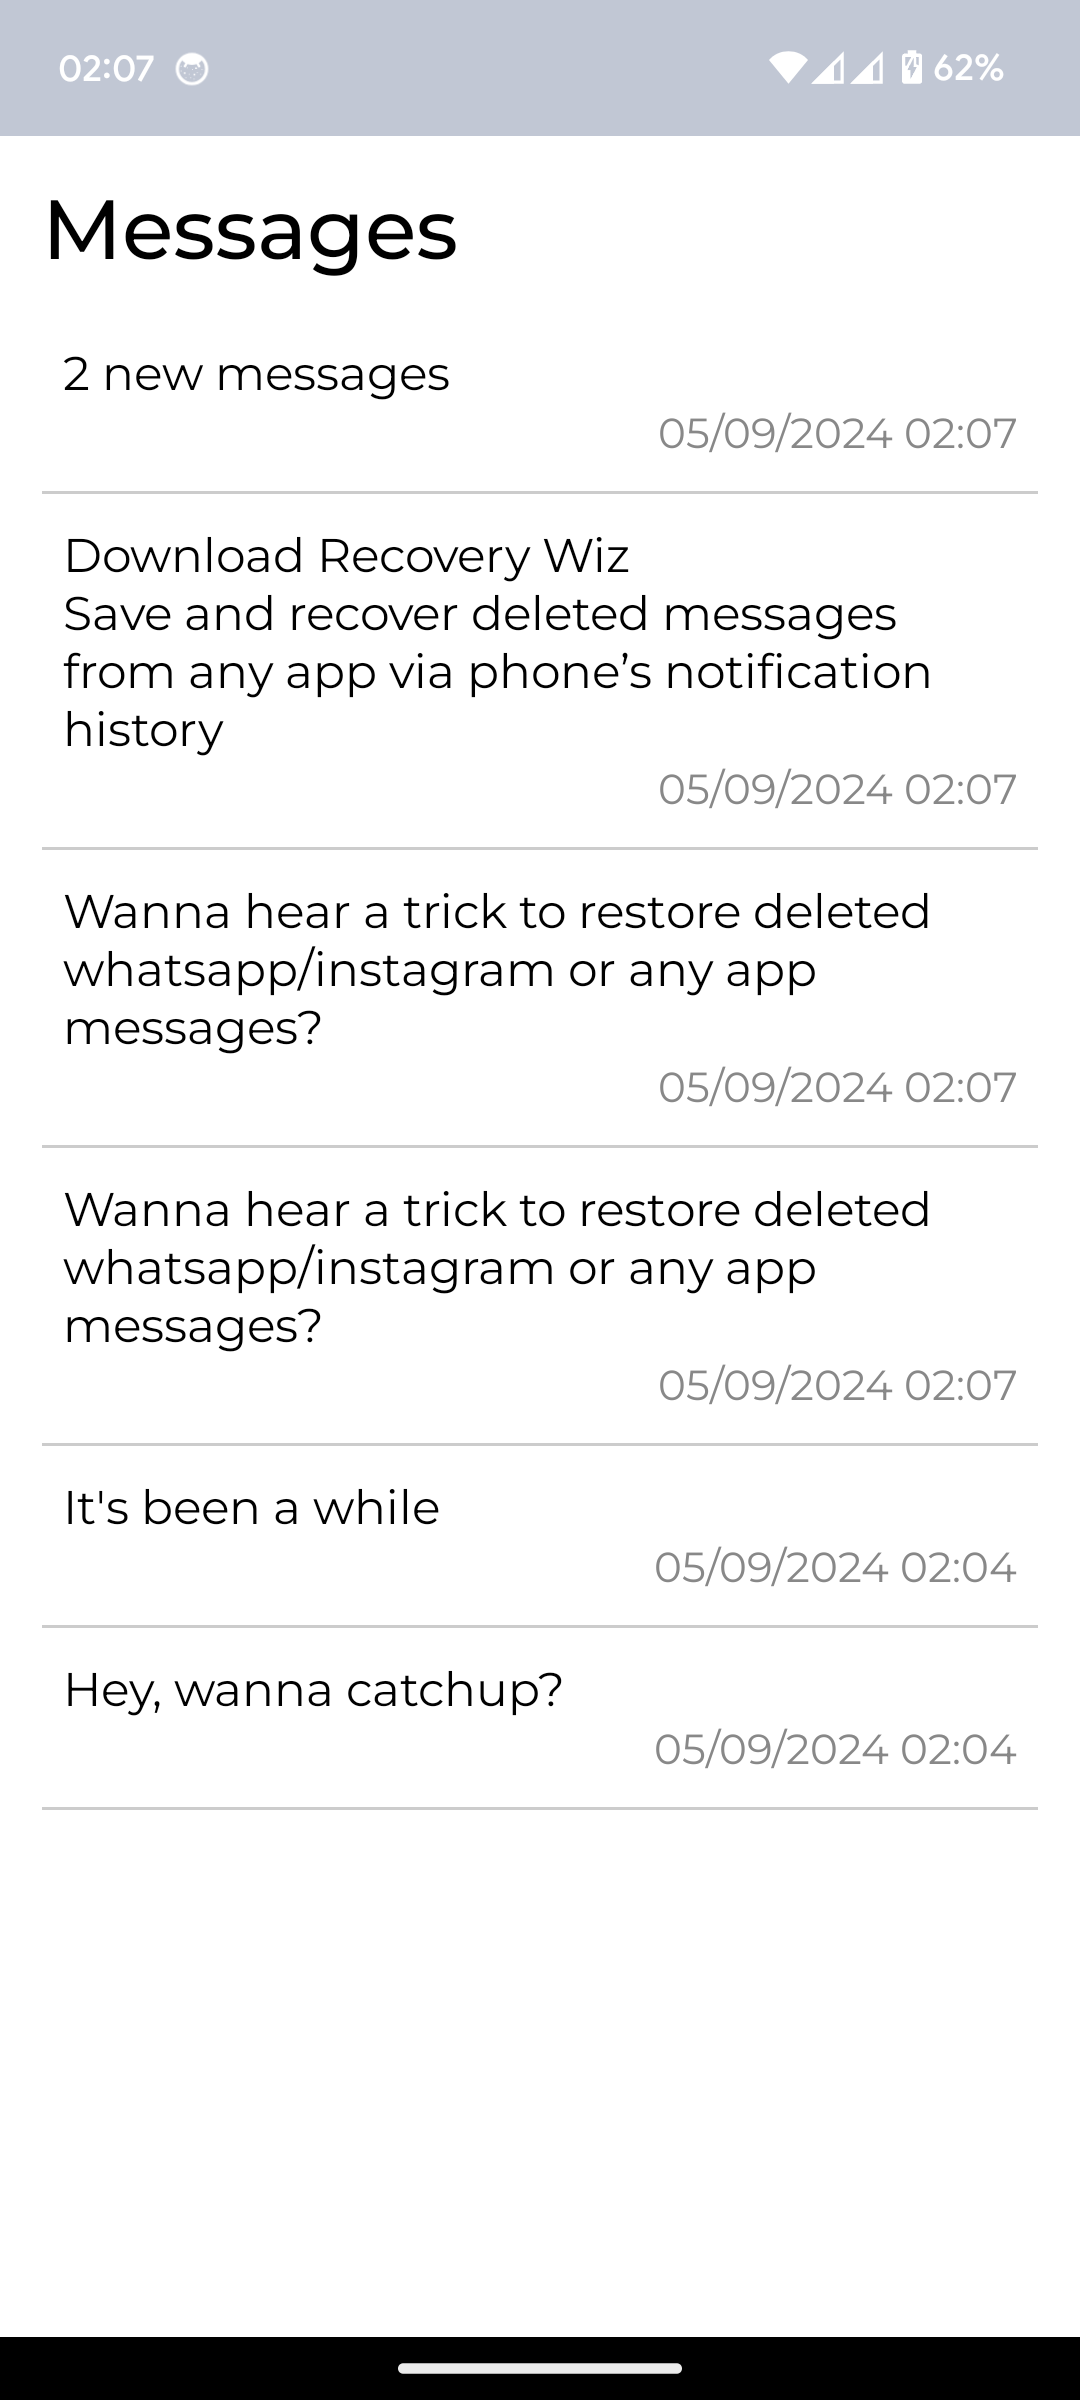 02:07 62%
Messages
2 new messages
05/09/2024 02:07
Download Recovery Wiz
Save and recover deleted messages
from any app via phone’s notification
history
05/09/2024 02:07
Wanna hear a trick to restore deleted
whatsapp/instagram or any app
messages?
05/09/2024 02:07
Wanna hear a trick to restore deleted
whatsapp/instagram or any app
messages?
05/09/2024 02:07
It's been a while
05/09/2024 02:04
Hey, wanna catchup?
05/09/2024 02:04